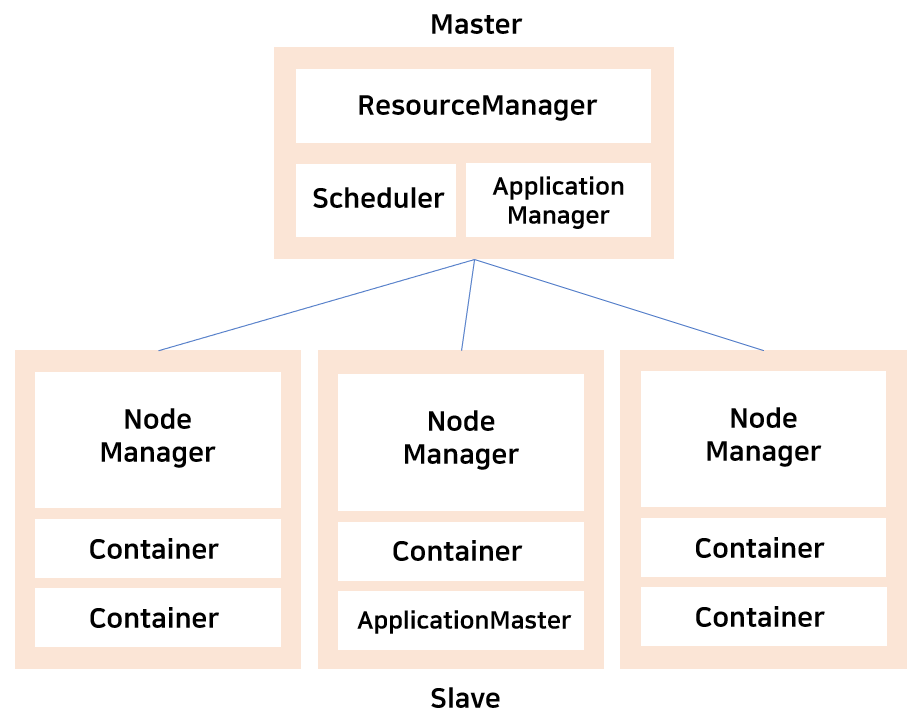 Master
ResourceManager
Scheduler
Application
Manager
Node
Manager
Container
Container
Node
Manager
Container
ApplicationMaster
Node
Manager
Container
Container
Slave